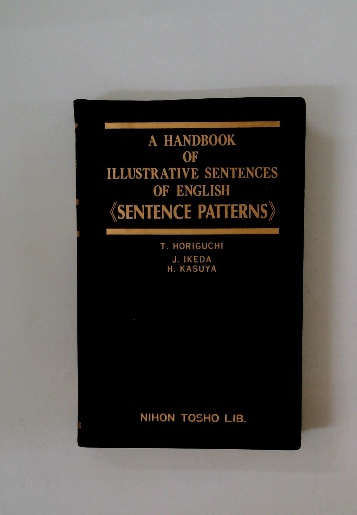 A HANDBOOK
OF
ILLUSTRATIVE SENTENCES
OF ENGLISH
《SENTENCE PATTERNS》
T. HORIGUCHI
J. IKEDA
H. KASUYA
NIHON TOSHO LIB.